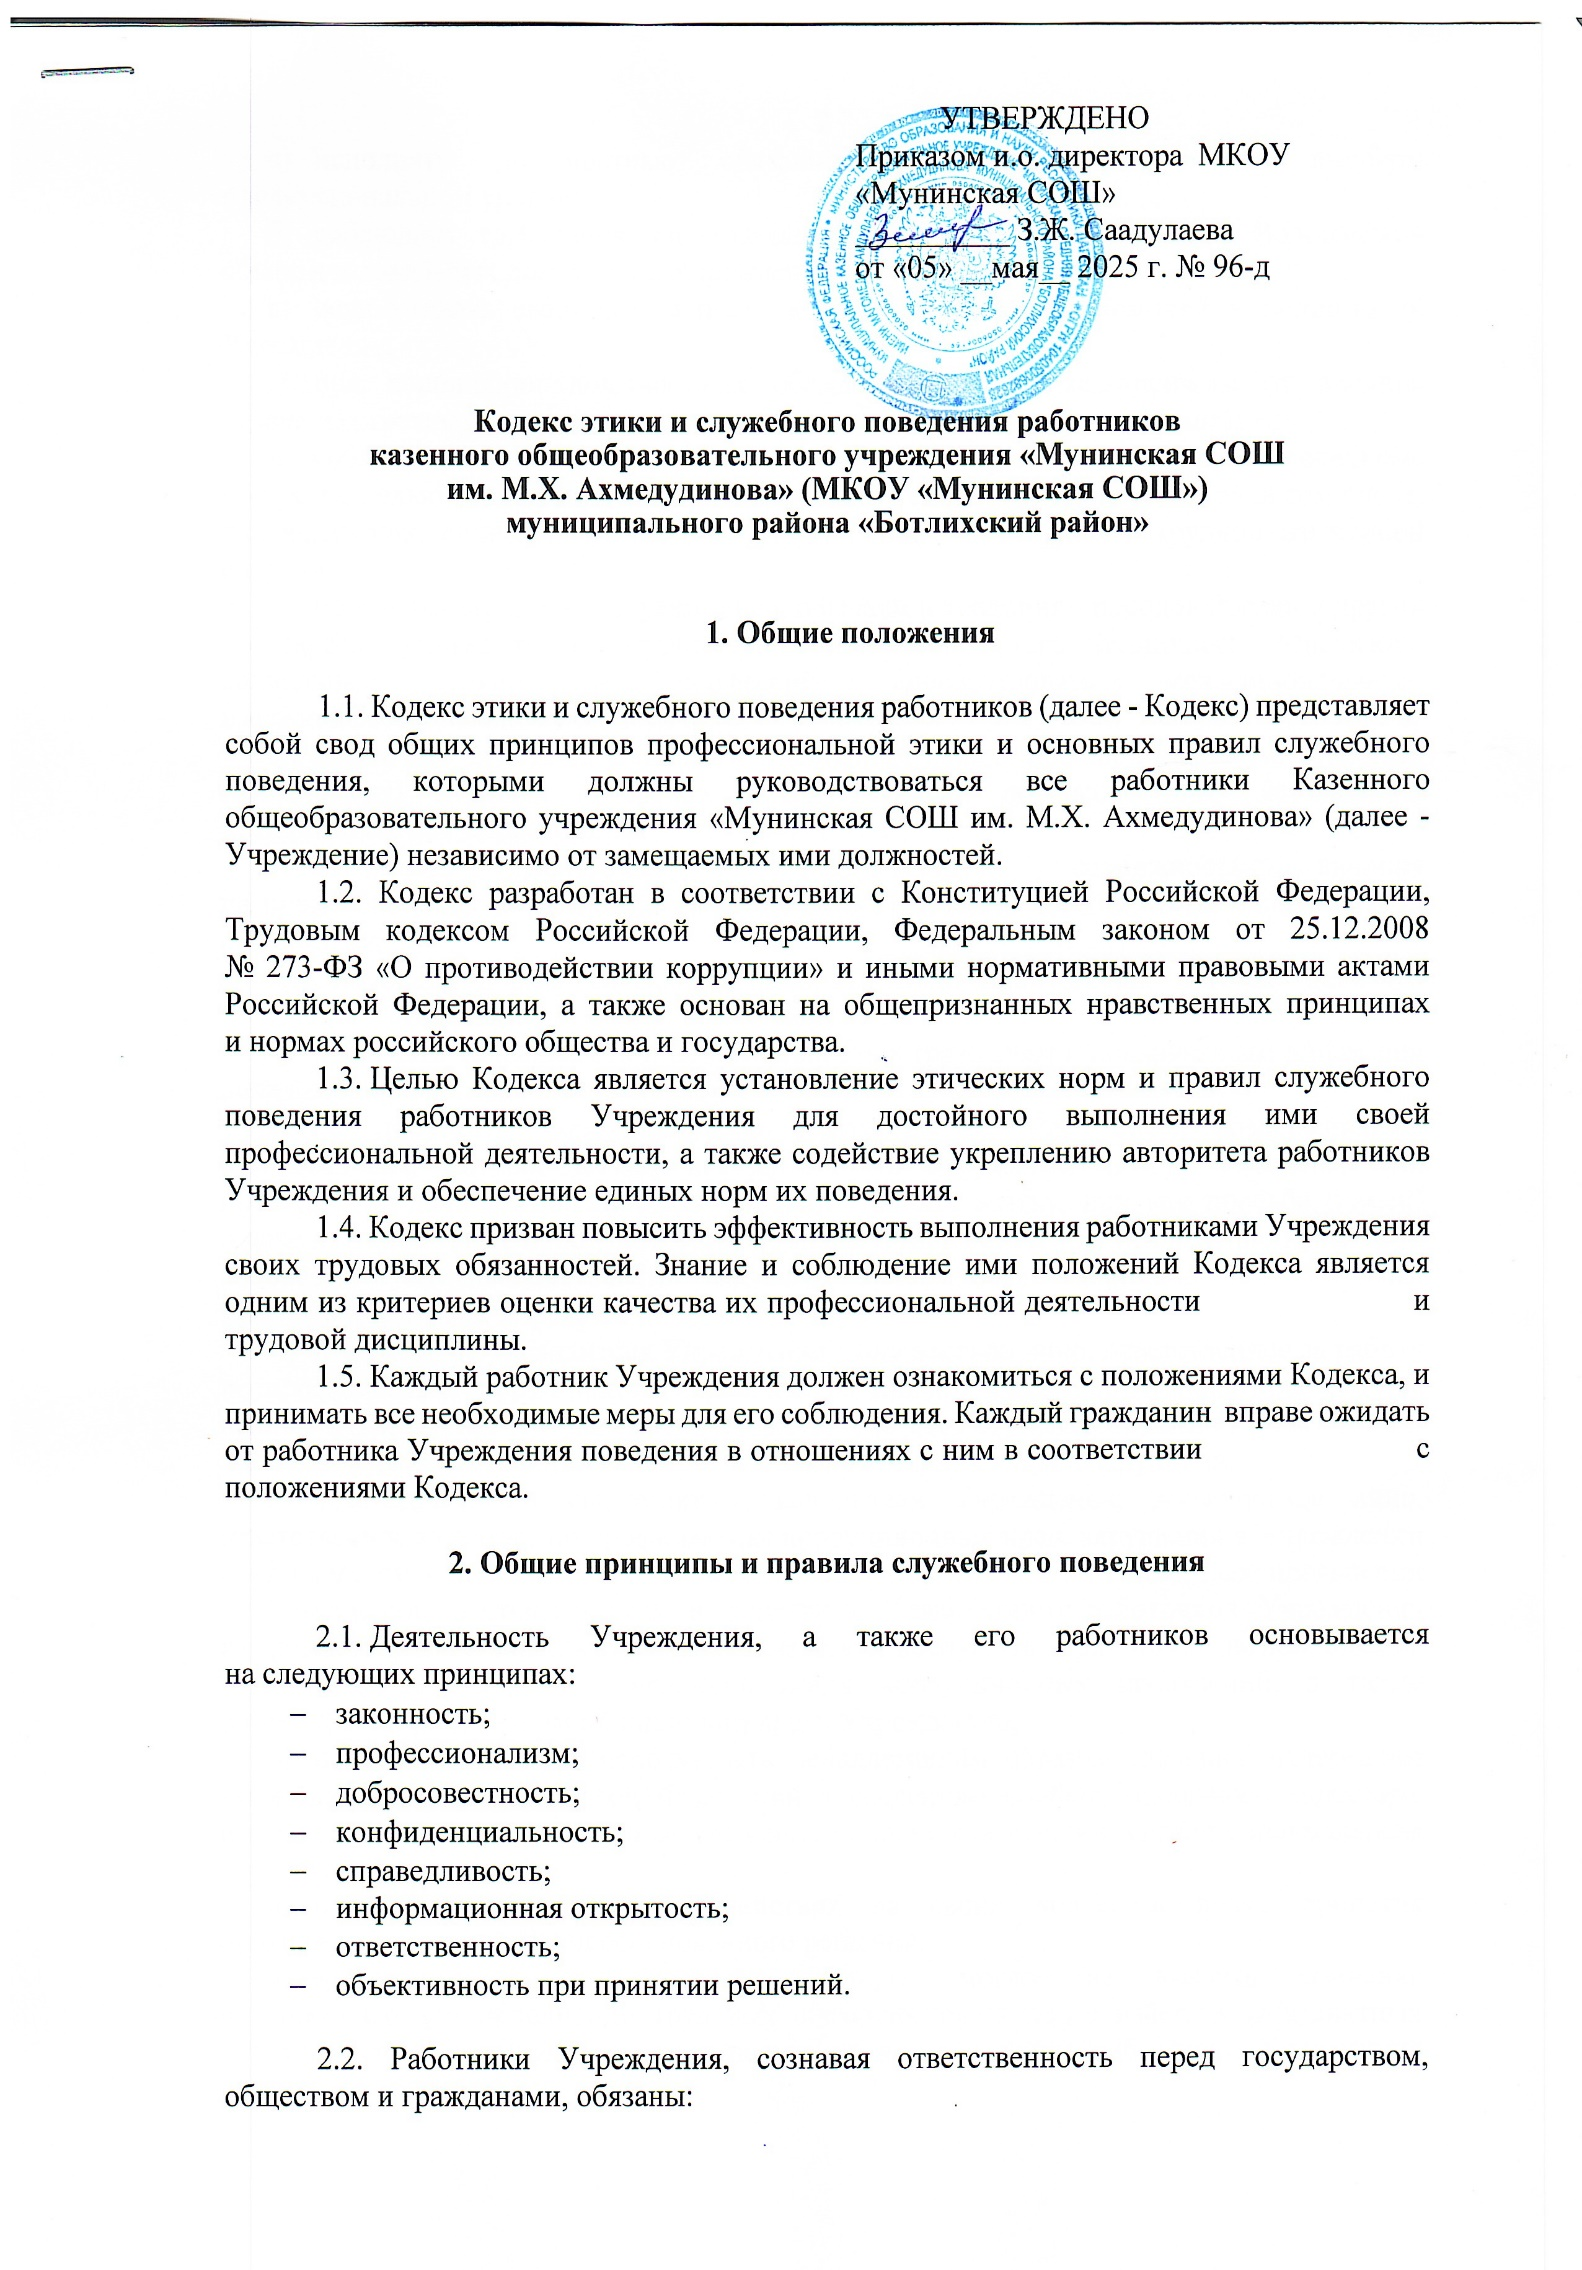 УТВЕРЖДЕНО
Приказом и.о. директора МКОУ
«Мунинская СОШ»
__________ З.Ж. Саадулаева
от «05» __мая__ 2025 г. № 96-д
Кодекс этики и служебного поведения работников
казенного общеобразовательного учреждения «Мунинская СОШ
им. М.Х. Ахмедудинова» (МКОУ «Мунинская СОШ»)
муниципального района «Ботлихский район»
1. Общие положения
1.1. Кодекс этики и служебного поведения работников (далее - Кодекс) представляет
собой свод общих принципов профессиональной этики и основных правил служебного
поведения, которыми должны руководствоваться все работники Казенного
общеобразовательного учреждения «Мунинская СОШ им. М.Х. Ахмедудинова» (далее -
Учреждение) независимо от замещаемых ими должностей.
1.2. Кодекс разработан в соответствии с Конституцией Российской Федерации,
Трудовым кодексом Российской Федерации, Федеральным законом от 25.12.2008
№ 273-ФЗ «О противодействии коррупции» и иными нормативными правовыми актами
Российской Федерации, а также основан на общепризнанных нравственных принципах
и нормах российского общества и государства.
1.3. Целью Кодекса является установление этических норм и правил служебного
поведения работников Учреждения для достойного выполнения ими своей
профессиональной деятельности, а также содействие укреплению авторитета работников
Учреждения и обеспечение единых норм их поведения.
1.4. Кодекс призван повысить эффективность выполнения работниками Учреждения
своих трудовых обязанностей. Знание и соблюдение ими положений Кодекса является
одним из критериев оценки качества их профессиональной деятельности и
трудовой дисциплины.
1.5. Каждый работник Учреждения должен ознакомиться с положениями Кодекса, и
принимать все необходимые меры для его соблюдения. Каждый гражданин вправе ожидать
от работника Учреждения поведения в отношениях с ним в соответствии с
положениями Кодекса.
2. Общие принципы и правила служебного поведения
2.1. Деятельность Учреждения, а также его работников основывается
на следующих принципах:
– законность;
– профессионализм;
– добросовестность;
– конфиденциальность;
– справедливость;
– информационная открытость;
– ответственность;
– объективность при принятии решений.
2.2. Работники Учреждения, сознавая ответственность перед государством,
обществом и гражданами, обязаны: